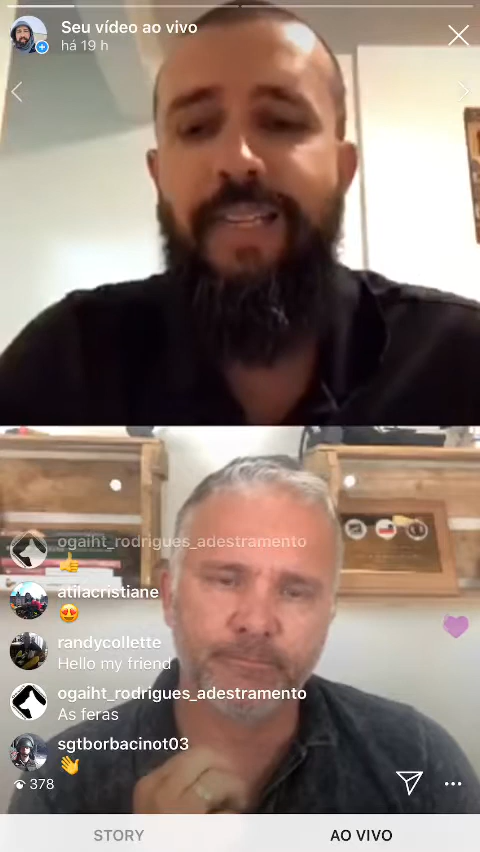 Seu vídeo ao vivo
há 19 h
ogaiht_rodrigues_adestramento
👍
atilacristiane
😍
randycollette
Hello my friend
ogaiht_rodrigues_adestramento
As feras
sgtborbacinot03
👋
378
STORY
AO VIVO